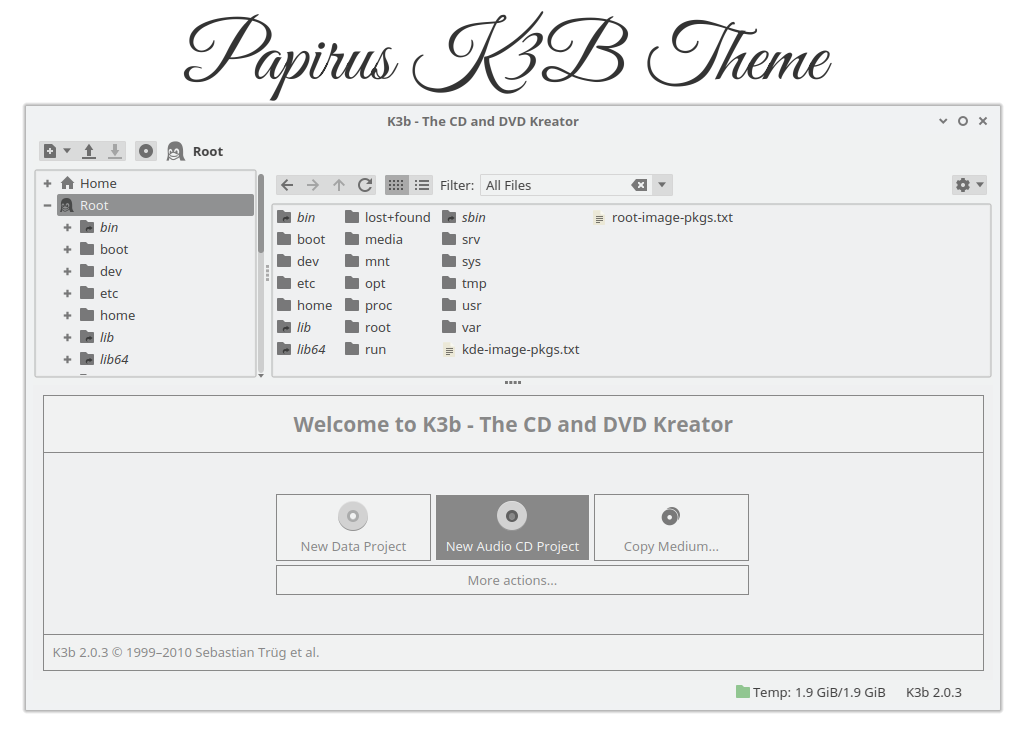 Papirus K3B Theme
K3b - The CD and DVD Kreator
Root
Home
Root
bin
boot
dev
etc
home
lib
lib64
Filter: All Files
bin lost+found sbin root-image-pkgs.txt
boot media srv
dev mnt sys
etc opt tmp
home proc usr
lib root var
lib64 run kde-image-pkgs.txt
Welcome to K3b - The CD and DVD Kreator
New Data Project New Audio CD Project Copy Medium...
More actions...
K3b 2.0.3 © 1999–2010 Sebastian Trüg et al.
Temp: 1.9 GiB/1.9 GiB K3b 2.0.3